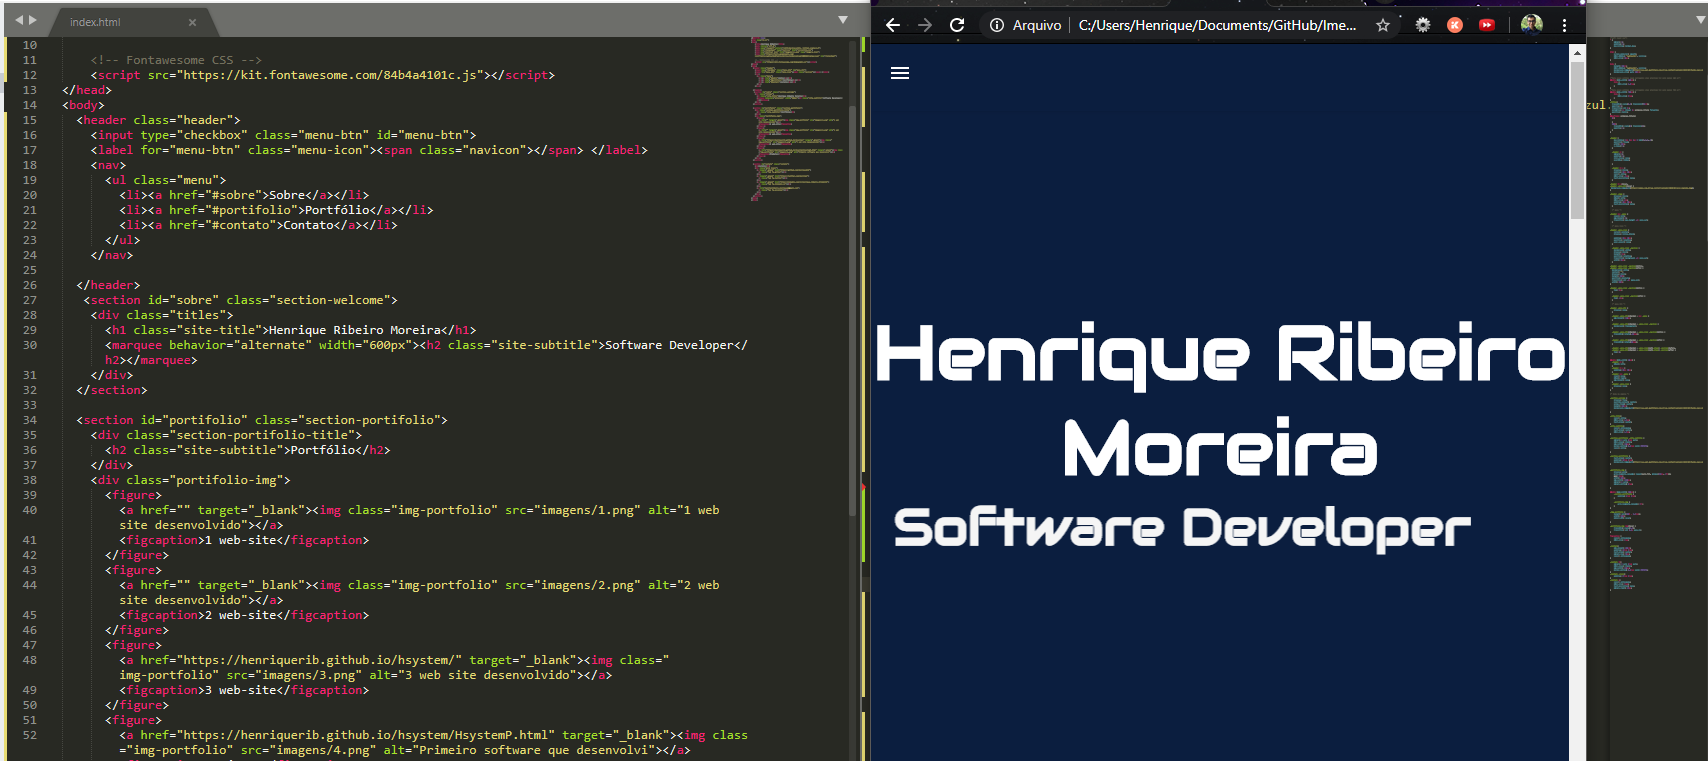 index.html
10
11 <!-- Fontawesome CSS -->
12 <script src="https://kit.fontawesome.com/84b4a4101c.js"></script>
13 </head>
14 <body>
15 <header class="header">
16 <input type="checkbox" class="menu-btn" id="menu-btn">
17 <label for="menu-btn" class="menu-icon"><span class="navicon"></span> </label>
18 <nav>
19 <ul class="menu">
20 <li><a href="#sobre">Sobre</a></li>
21 <li><a href="#portifolio">Portfólio</a></li>
22 <li><a href="#contato">Contato</a></li>
23 </ul>
24 </nav>
25
26 </header>
27 <section id="sobre" class="section-welcome">
28 <div class="titles">
29 <h1 class="site-title">Henrique Ribeiro Moreira</h1>
30 <marquee behavior="alternate" width="600px"><h2 class="site-subtitle">Software Developer</
h2></marquee>
31 </div>
32 </section>
33
34 <section id="portifolio" class="section-portifolio">
35 <div class="section-portifolio-title">
36 <h2 class="site-subtitle">Portfólio</h2>
37 </div>
38 <div class="portifolio-img">
39 <figure>
40 <a href="" target="_blank"><img class="img-portfolio" src="imagens/1.png" alt="1 web
site desenvolvido"></a>
41 <figcaption>1 web-site</figcaption>
42 </figure>
43 <figure>
44 <a href="" target="_blank"><img class="img-portfolio" src="imagens/2.png" alt="2 web
site desenvolvido"></a>
45 <figcaption>2 web-site</figcaption>
46 </figure>
47 <figure>
48 <a href="https://henriquerib.github.io/hsystem/" target="_blank"><img class="
img-portfolio" src="imagens/3.png" alt="3 web site desenvolvido"></a>
49 <figcaption>3 web-site</figcaption>
50 </figure>
51 <figure>
52 <a href="https://henriquerib.github.io/hsystem/HsystemP.html" target="_blank"><img class
="img-portfolio" src="imagens/4.png" alt="Primeiro software que desenvolvi"></a>
Arquivo C:/Users/Henrique/Documents/GitHub/Ime...
Henrique Ribeiro
Moreira
Software Developer
zul.